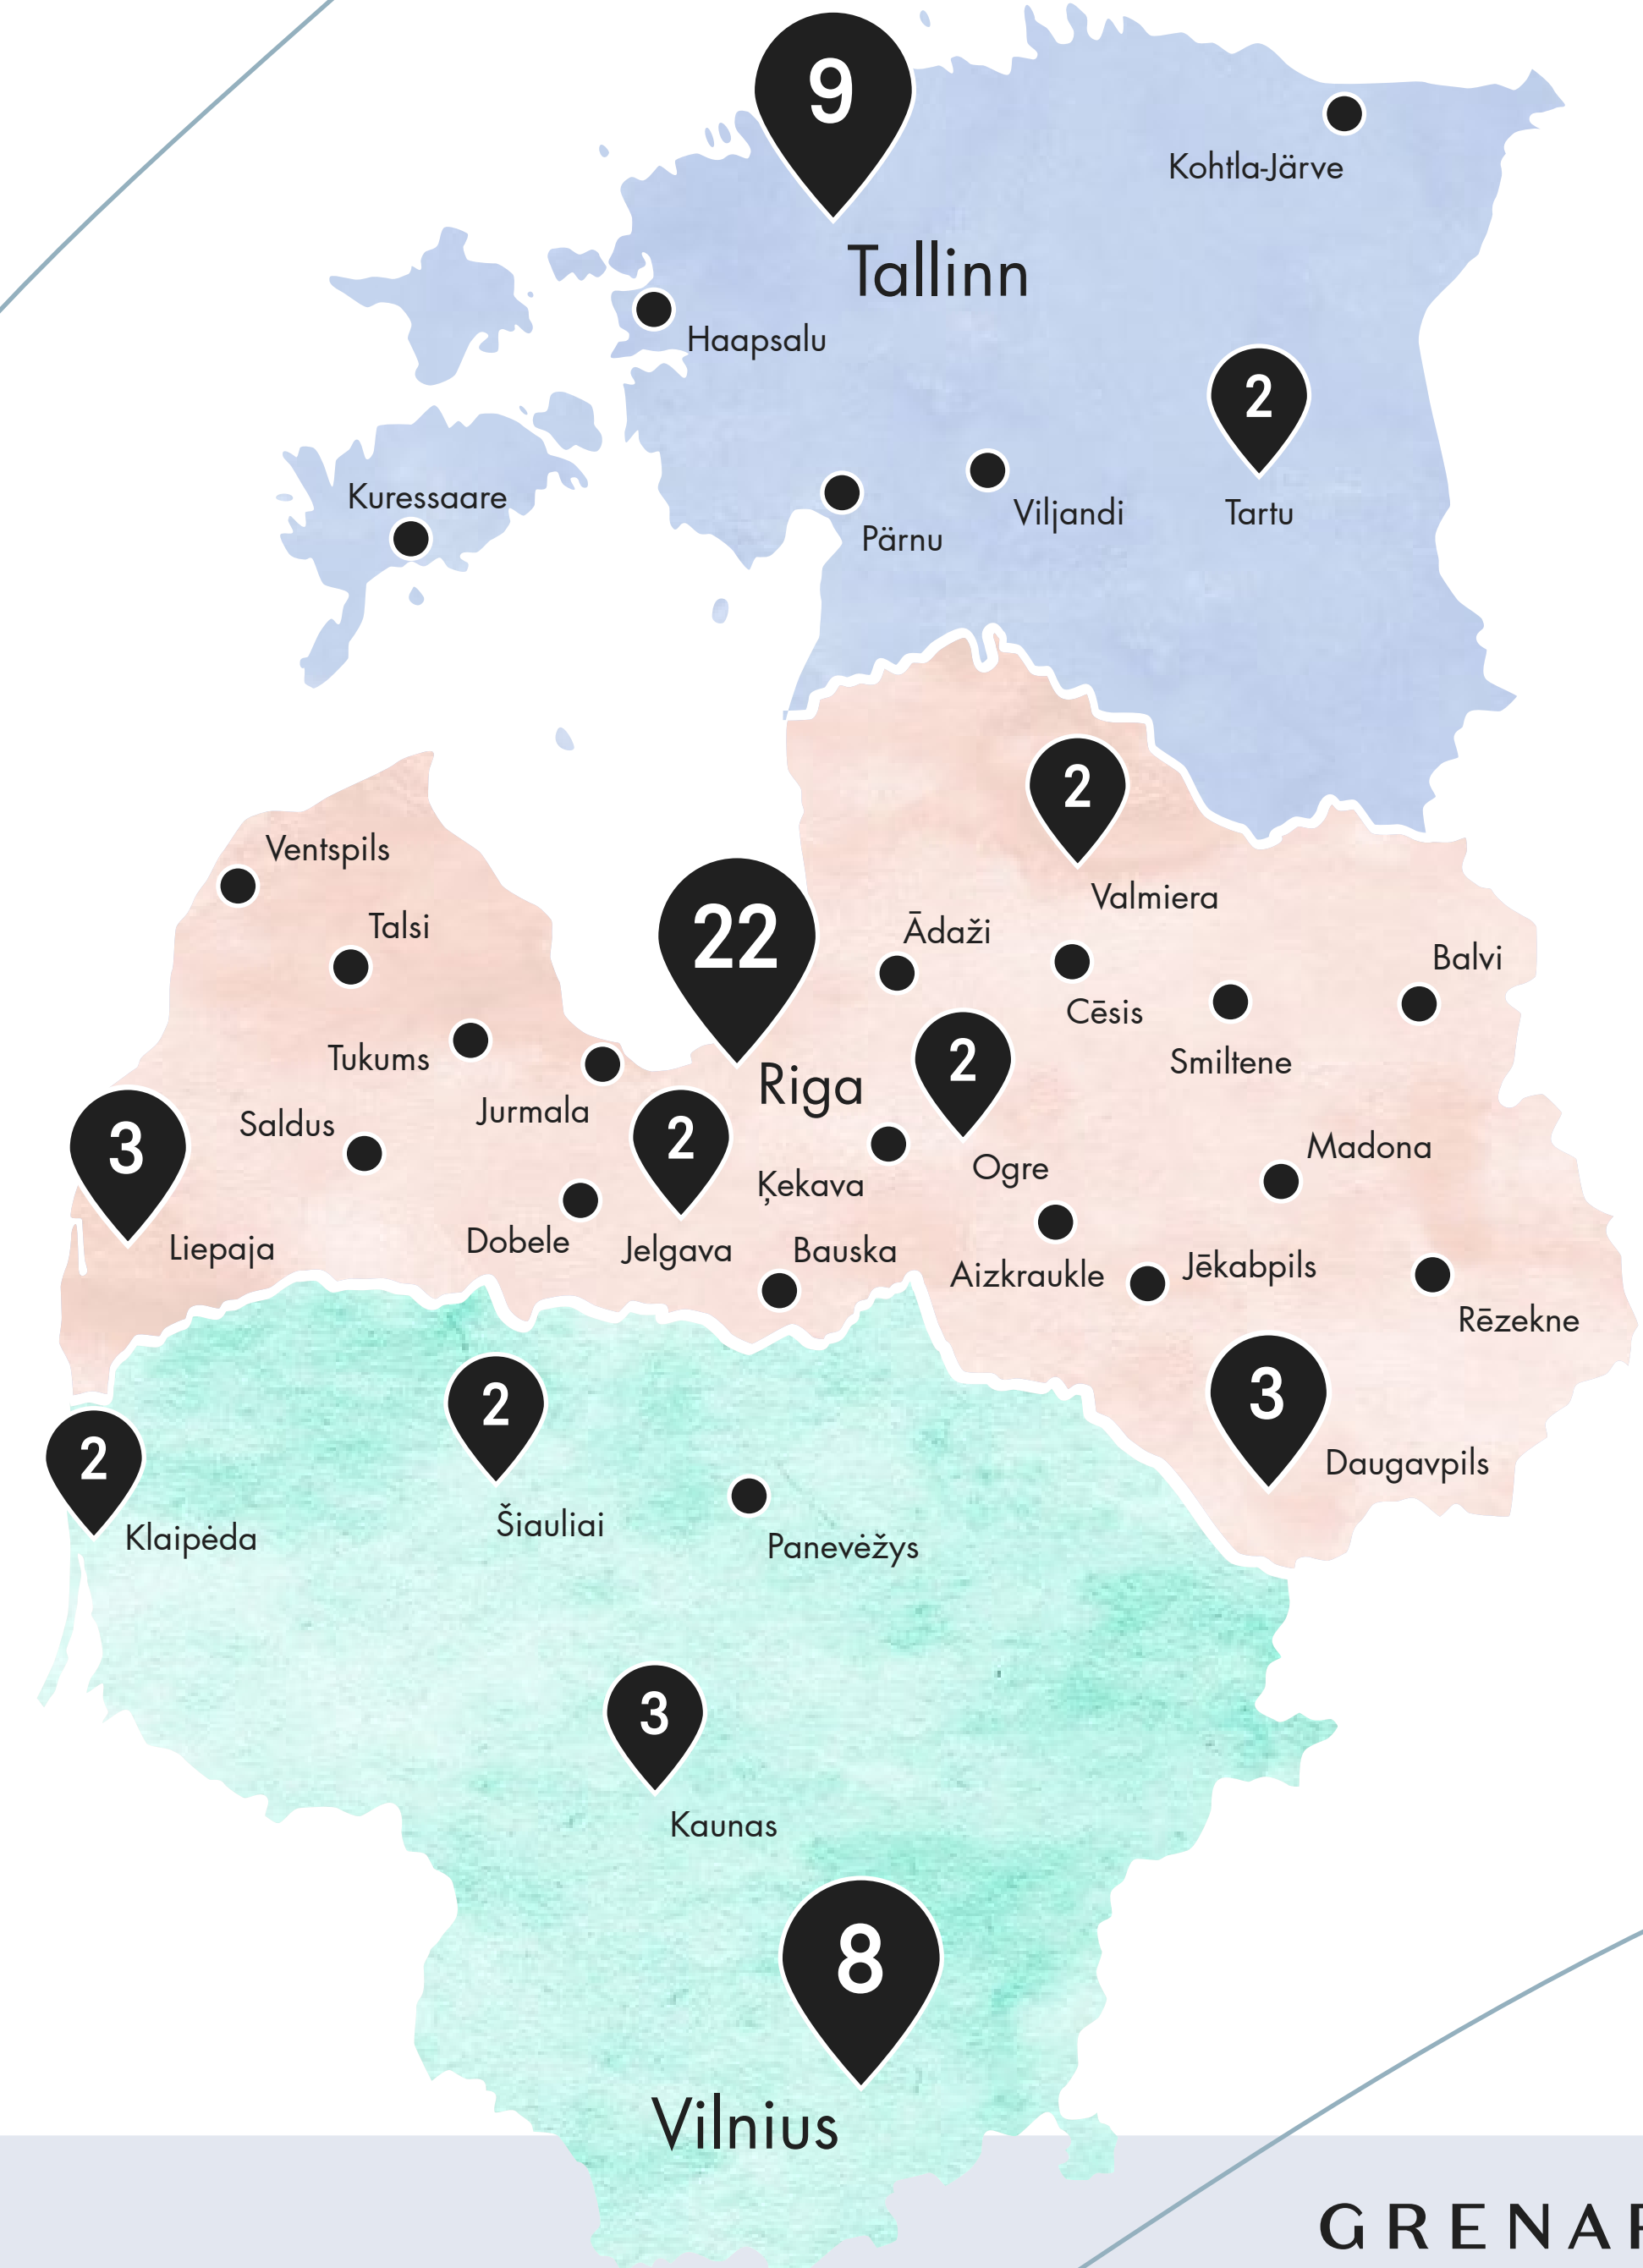 9
Kohtla-Järve
Tallinn
Haapsalu
2
Kuressaare
Viljandi
Tartu
Pärnu
2
Ventspils
Valmiera
22
Talsi
Ādaži
Balvi
Cēsis
2
Tukums
Smiltene
Riga
Jurmala
3
Saldus
2
Madona
Ogre
Ķekava
Liepaja
Dobele
Jelgava
Bauska
Aizkraukle
Jēkabpils
Rēzekne
3
2
2
Daugavpils
Klaipėda
Šiauliai
Panevėžys
3
Kaunas
8
Vilnius